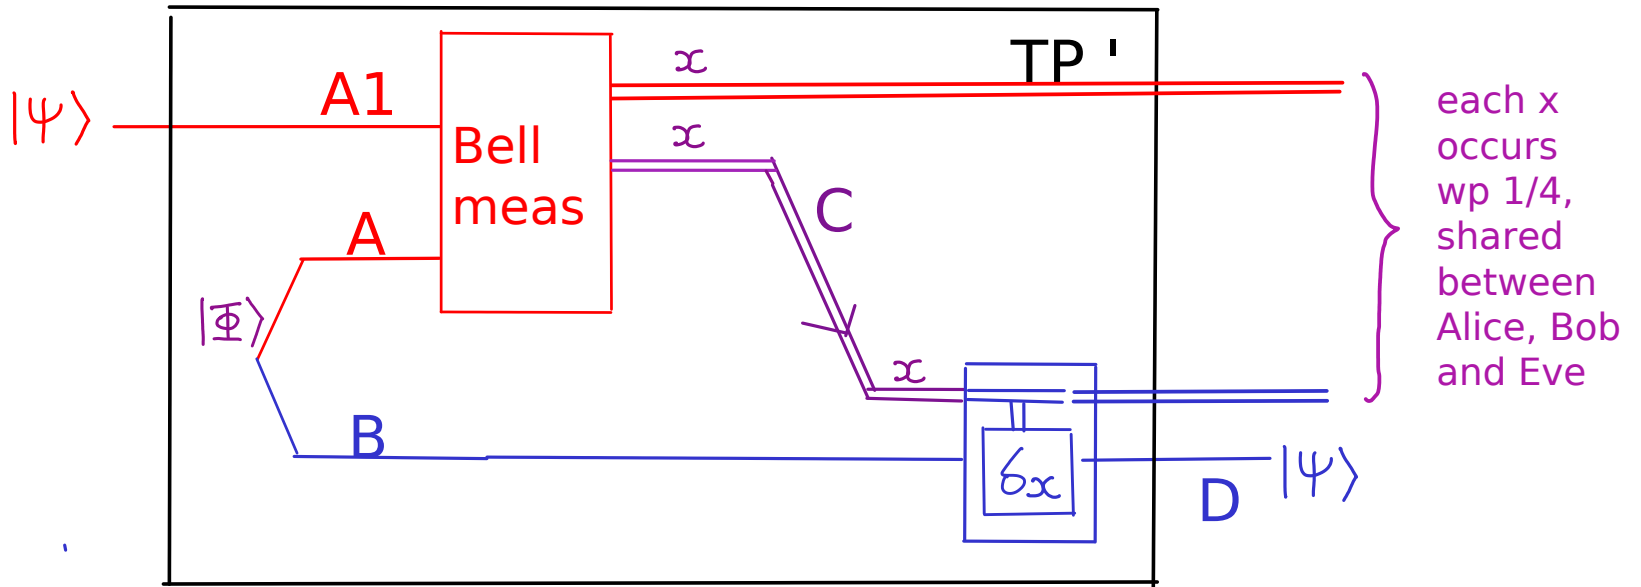 x
TP '
|ψ⟩
A1
each x
occurs
wp 1/4,
shared
between
Alice, Bob
and Eve
x
Bell
meas
C
A
|Φ⟩
x
B
σx
|ψ⟩
D